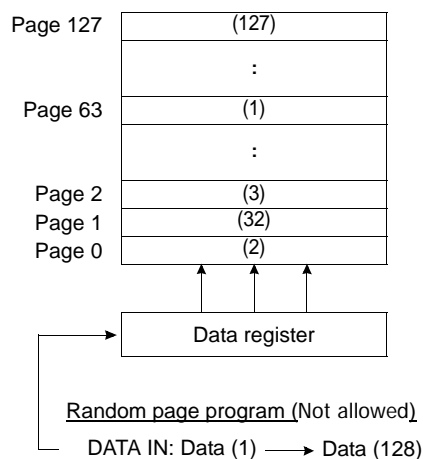 Page 127 (127)
:
Page 63 (1)
:
Page 2 (3)
Page 1 (32)
Page 0 (2)
Data register
Random page program (Not allowed)
DATA IN: Data (1) Data (128)